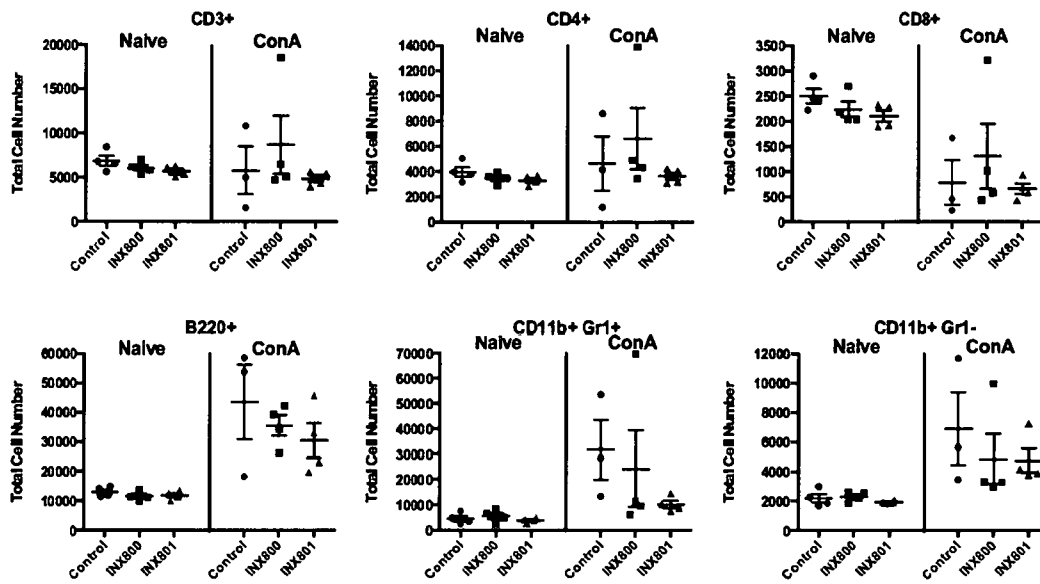 CD3+
Naive ConA
Total Cell Number
20000
15000
10000
5000
0
Control INX800 INX801 Control INX800 INX801
CD4+
Naive ConA
Total Cell Number
14000
12000
10000
8000
6000
4000
2000
0
Control INX800 INX801 Control INX800 INX801
CD8+
Naive ConA
Total Cell Number
3500
3000
2500
2000
1500
1000
500
0
Control INX800 INX801 Control INX800 INX801
B220+
Naive ConA
Total Cell Number
60000
50000
40000
30000
20000
10000
0
Control INX800 INX801 Control INX800 INX801
CD11b+ Gr1+
Naive ConA
Total Cell Number
70000
60000
50000
40000
30000
20000
10000
0
Control INX800 INX801 Control INX800 INX801
CD11b+ Gr1-
Naive ConA
Total Cell Number
12000
10000
8000
6000
4000
2000
0
Control INX800 INX801 Control INX800 INX801